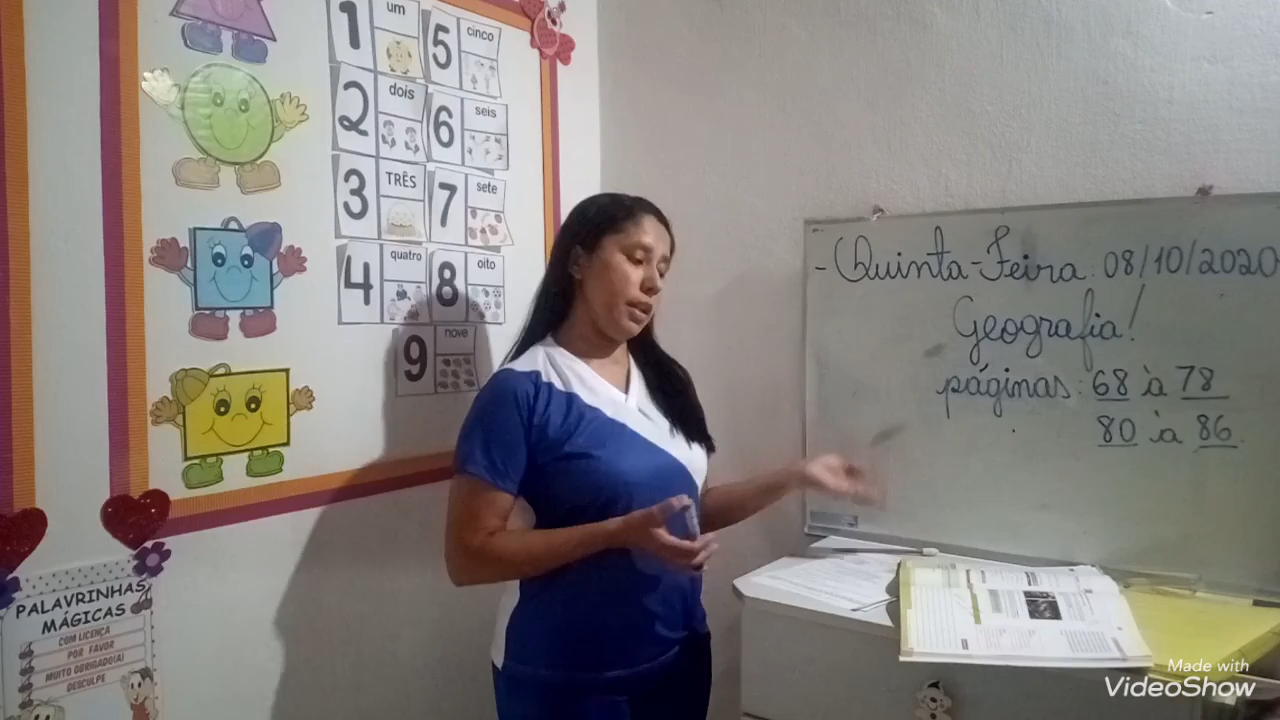 1 um
5 cinco
2 dois
6 seis
3 TRÊS
7 sete
4 quatro
8 oito
9 nove
- Quinta-Feira: 08/10/2020
Geografia!
páginas: 68 à 78
80 à 86
PALAVRINHAS
MÁGICAS
COM LICENÇA
POR FAVOR
MUITO OBRIGADO(A)
DESCULPE
Made with
VideoShow